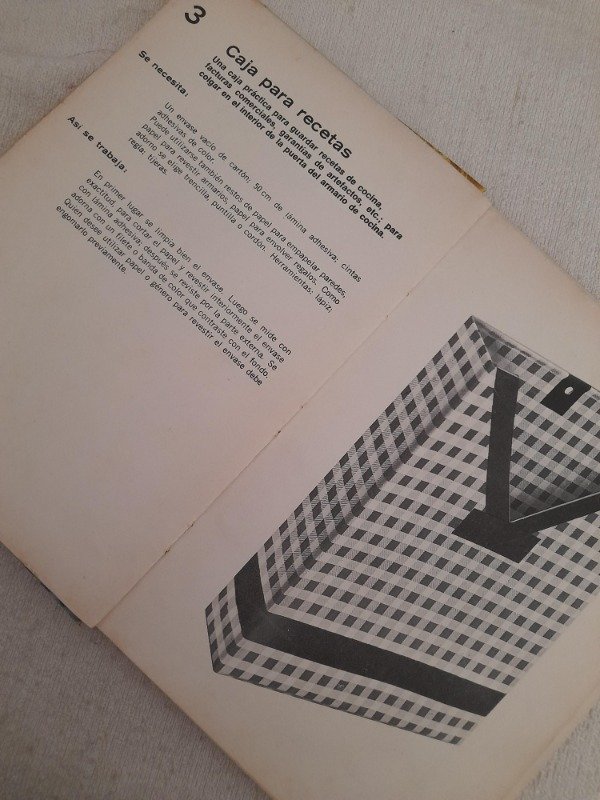 3
Caja para recetas
Una caja práctica para guardar recetas de cocina,
facturas comerciales, garantías de artefactos, etc.; para
colgar en el interior de la puerta del armario de cocina.
Se necesita:
Un envase vacío de cartón; 50 cm de lámina adhesiva; cintas
adhesivas de color.
Puede utilizarse también restos de papel para empapelar paredes,
papel para revestir armarios, papel para envolver regalos. Como
adorno se elige trencilla, puntilla o cordón. Herramientas: lápiz;
regla; tijeras.
Así se trabaja:
En primer lugar se limpia bien el envase. Luego se mide con
exactitud para cortar el papel y revestir interiormente el envase
con lámina adhesiva; después se reviste por la parte externa. Se
adorna con un filete o banda de color que contraste con el fondo.
Quien desee utilizar papel o género para revestir el envase debe
engomarlo previamente.